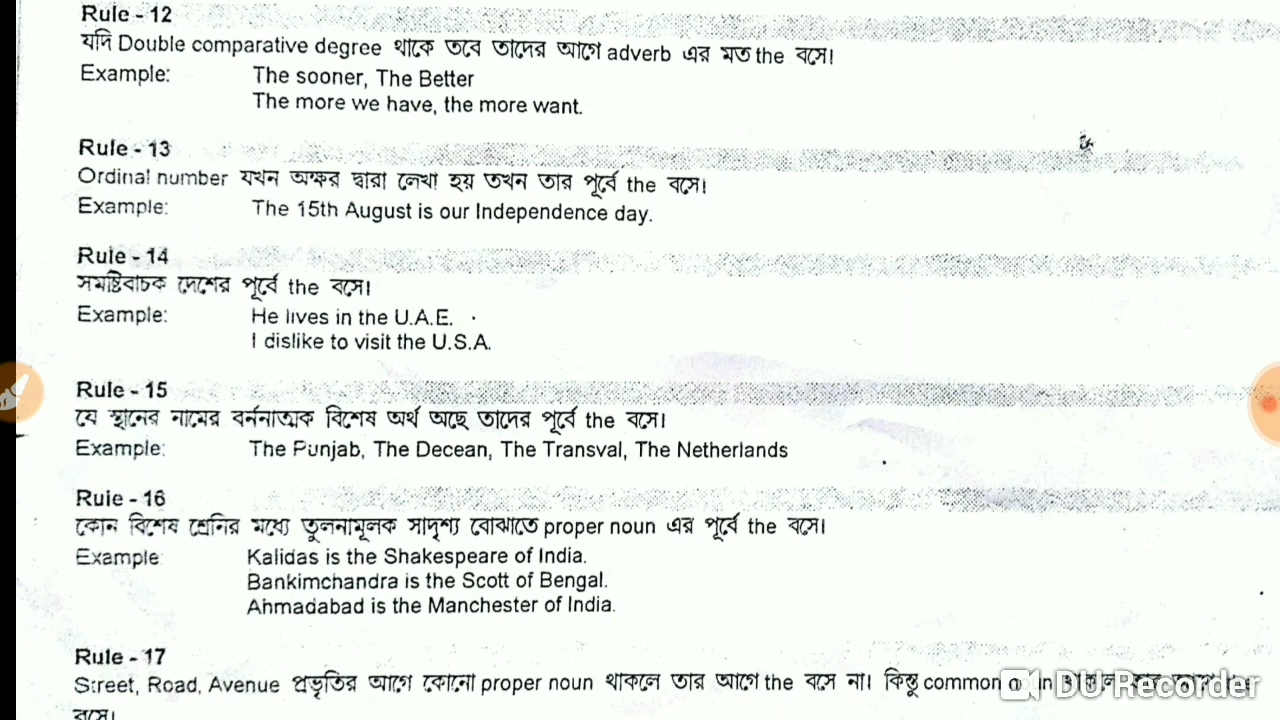 Rule - 12
যদি Double comparative degree থাকে তবে তাদের আগে adverb এর মত the বসে।
Example: The sooner, The Better
The more we have, the more want.
Rule - 13
Ordinal number যখন অক্ষর দ্বারা লেখা হয় তখন তার পূর্বে the বসে।
Example: The 15th August is our Independence day.
Rule - 14
সমষ্টিবাচক দেশের পূর্বে the বসে।
Example: He lives in the U.A.E.
I dislike to visit the U.S.A.
Rule - 15
যে স্থানের নামের বর্ননাত্মক বিশেষ অর্থ আছে তাদের পূর্বে the বসে।
Example: The Punjab, The Decean, The Transval, The Netherlands
Rule - 16
কোন বিশেষ শ্রেনির মধ্যে তুলনামূলক সাদৃশ্য বোঝাতে proper noun এর পূর্বে the বসে।
Example Kalidas is the Shakespeare of India.
Bankimchandra is the Scott of Bengal.
Ahmadabad is the Manchester of India.
Rule - 17
Street, Road, Avenue প্রভৃতির আগে কোনো proper noun থাকলে তার আগে the বসে না। কিন্তু common noun থাকলে তার আগে the
বসে।
DU Recorder